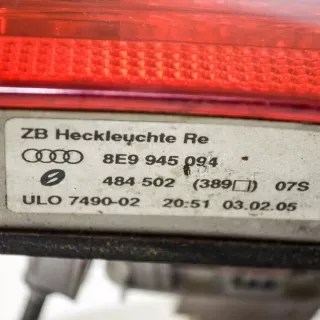 ZB Heckleuchte Re
8E9 945 094
484 502 (389□) 07S
ULO 7490-02 20:51 03.02.05